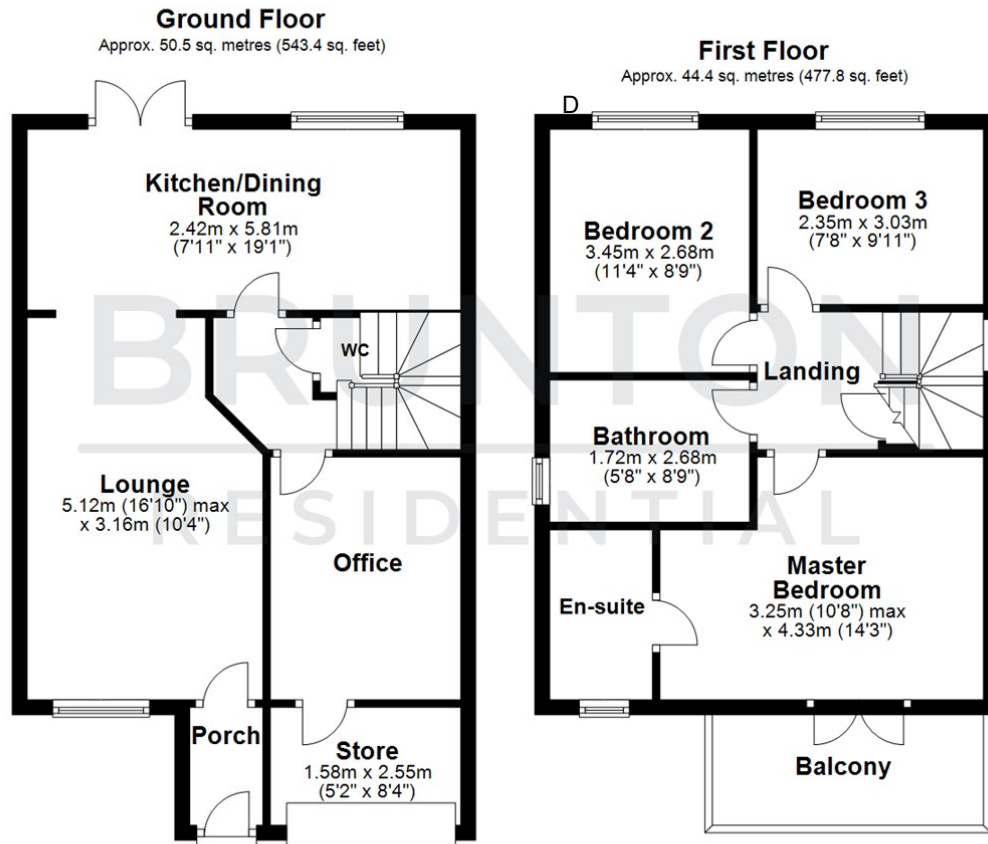 Ground Floor
Approx. 50.5 sq. metres (543.4 sq. feet)
Kitchen/Dining
Room
2.42m x 5.81m
(7'11" x 19'1")
WC
Lounge
5.12m (16'10") max
x 3.16m (10'4")
Office
Porch
Store
1.58m x 2.55m
(5'2" x 8'4")
First Floor
Approx. 44.4 sq. metres (477.8 sq. feet)
D
Bedroom 2
3.45m x 2.68m
(11'4" x 8'9")
Bedroom 3
2.35m x 3.03m
(7'8" x 9'11")
Landing
Bathroom
1.72m x 2.68m
(5'8" x 8'9")
En-suite
Master
Bedroom
3.25m (10'8") max
x 4.33m (14'3")
Balcony
BRUNTON
RESIDENTIAL